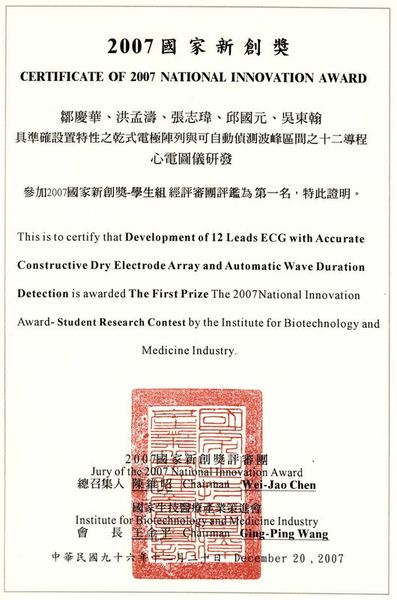 2007國家新創獎
CERTIFICATE OF 2007 NATIONAL INNOVATION AWARD
鄒慶華、洪孟濤、張志瑋、邱國元、吳東翰
具準確設置特性之乾式電極陣列與可自動偵測波峰區間之十二導程
心電圖儀研發
參加2007國家新創獎-學生組 經評審團評鑑為 第一名，特此證明。
This is to certify that Development of 12 Leads ECG with Accurate
Constructive Dry Electrode Array and Automatic Wave Duration
Detection is awarded The First Prize The 2007National Innovation
Award- Student Research Contest by the Institute for Biotechnology and
Medicine Industry.
2007國家新創獎評審團
Jury of the 2007 National Innovation Award
總召集人 陳維昭 Chairman Wei-Jao Chen
國家生技醫療產業策進會
Institute for Biotechnology and Medicine Industry
會 長 王金平 Chairman Ging-Ping Wang
中華民國九十六年十二月二十日 December 20, 2007